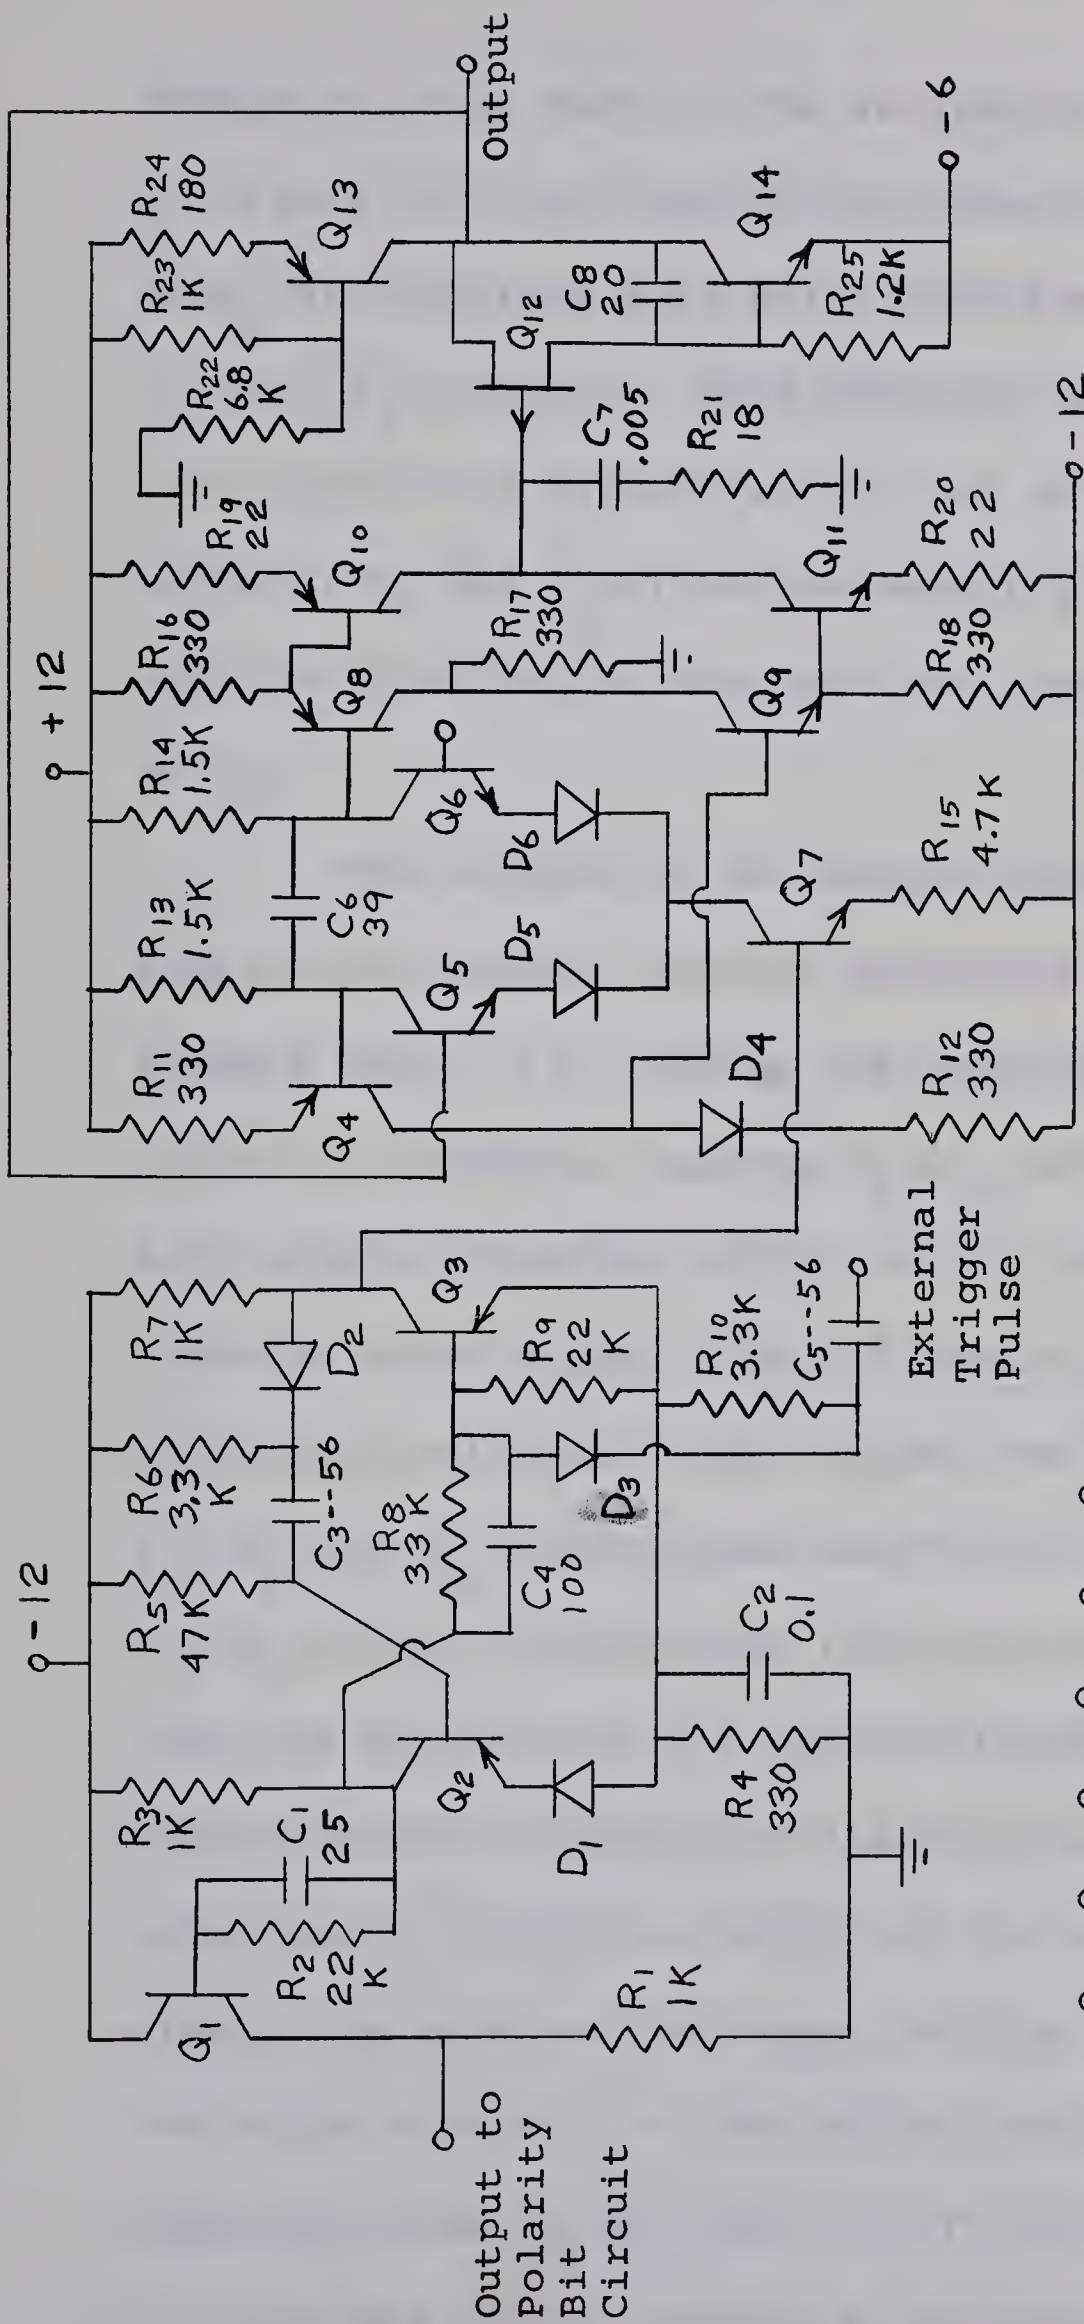 -12
+12
R3
1K
R5
47K
R6
3.3
K
R7
1K
R11
330
R13
1.5K
R14
1.5K
R16
330
R19
22
R22
6.8
K
R23
1K
R24
180
Q1
C1
25
R2
22
K
C3--56
D2
R8
33K
C4
100
Q2
Q3
R9
22
K
D1
D3
R10
3.3K
C5--56
R4
330
C2
0.1
R1
1K
Output to
Polarity
Bit
Circuit
External
Trigger
Pulse
Q4
Q5
C6
39
Q6
Q8
Q10
R17
330
D5
D6
D4
Q7
Q9
Q11
R12
330
R15
4.7K
R18
330
R20
22
-12
Q13
Q12
C7
.005
R21
18
C8
20
Q14
R25
1.2K
-6
Output